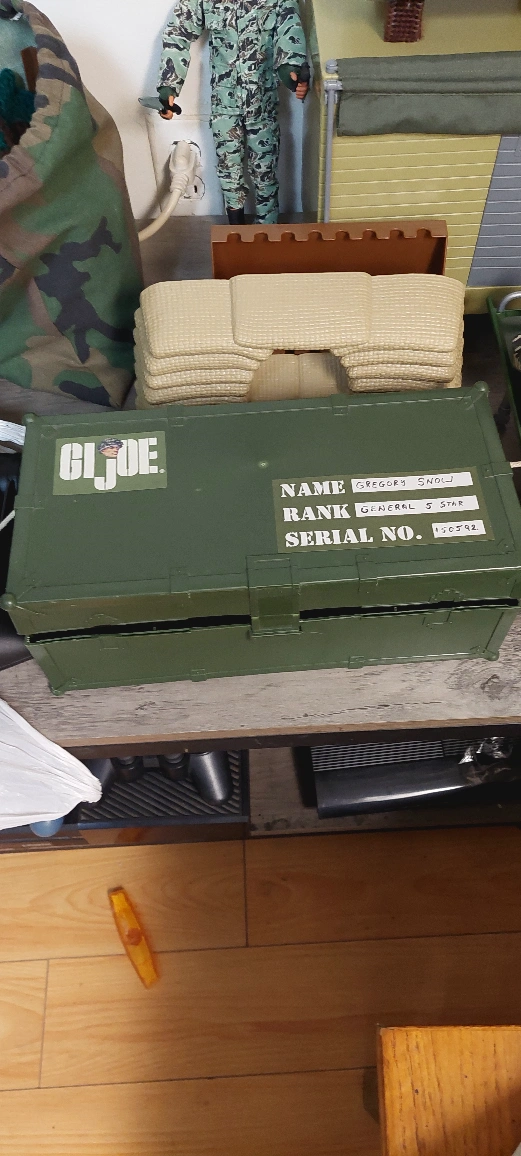 GI JOE.
NAME GREGORY SNOW
RANK GENERAL 5 STAR
SERIAL NO. 150592